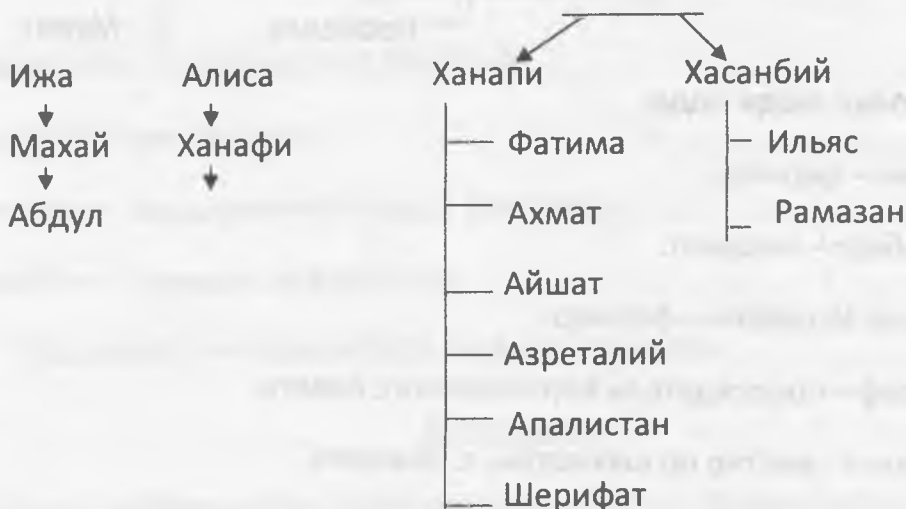 Ижа Алиса Ханапи Хасанбий
Махай Ханафи Фатима Ильяс
Абдул Ахмат Рамазан
Айшат
Азреталий
Апалистан
Шерифат